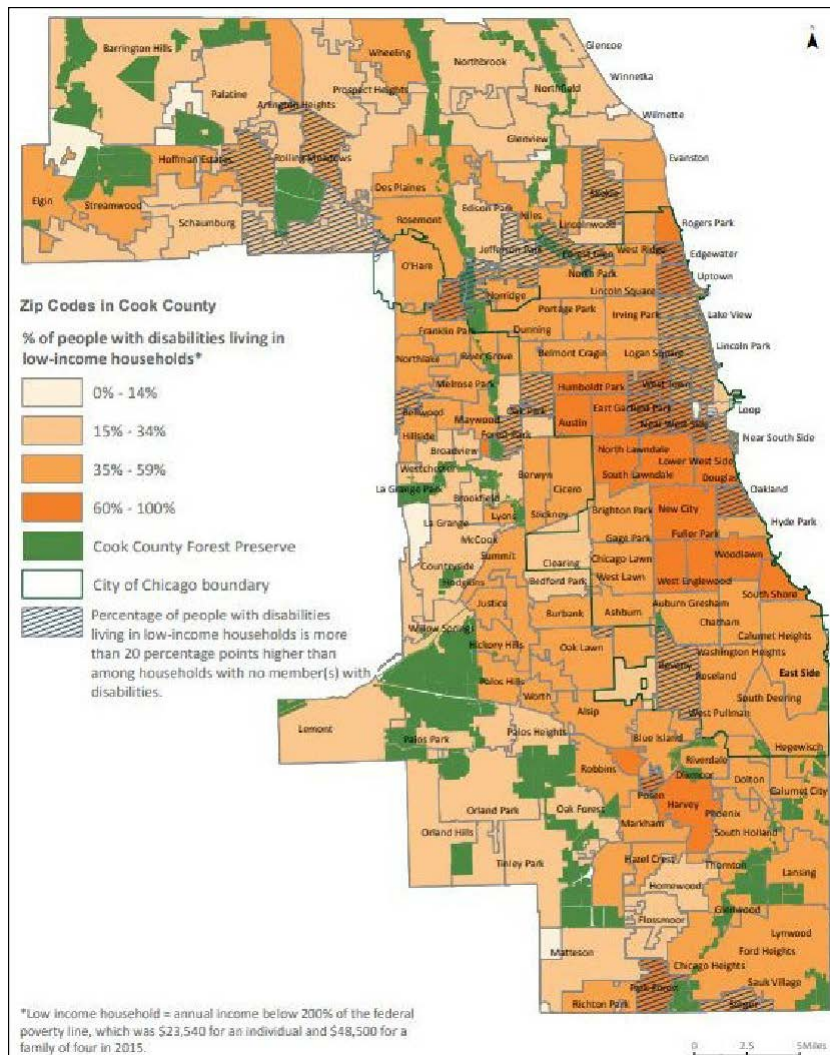 Barrington Hills
Wheeling
Northbrook
Glencoe
Winnetka
Palatine
Prospect Heights
Northfield
Arlington Heights
Wilmette
Glenview
Hoffman Estates
Rolling Meadows
Evanston
Elgin
Streamwood
Des Plaines
Skokie
Schaumburg
Rosemont
Edison Park
Niles
Lincolnwood
Rogers Park
Jefferson Park
Forest Glen
West Ridge
Edgewater
O'Hare
North Park
Uptown
Norridge
Lincoln Square
Portage Park
Irving Park
Lake View
Franklin Park
Dunning
Lincoln Park
Northlake
River Grove
Belmont Cragin
Logan Square
Melrose Park
Humboldt Park
West Town
Bellwood
Maywood
Oak Park
Austin
East Garfield Park
Loop
Hillside
Forest Park
Near West Side
Broadview
Near South Side
North Lawndale
Westchester
Lower West Side
Berwyn
Cicero
South Lawndale
Douglas
La Grange Park
Brookfield
Oakland
Lyons
Stickney
Brighton Park
New City
La Grange
Hyde Park
McCook
Gage Park
Fuller Park
Summit
Clearing
Chicago Lawn
Woodlawn
Countryside
Hodgkins
Bedford Park
West Lawn
West Englewood
South Shore
Justice
Burbank
Ashburn
Auburn Gresham
Chatham
Willow Springs
Calumet Heights
Hickory Hills
Oak Lawn
Washington Heights
Beverly
East Side
Palos Hills
Roseland
Worth
South Deering
Alsip
West Pullman
Lemont
Palos Park
Palos Heights
Blue Island
Hegewisch
Robbins
Riverdale
Dixmoor
Dolton
Calumet City
Posen
Orland Park
Oak Forest
Harvey
Phoenix
Orland Hills
Markham
South Holland
Tinley Park
Hazel Crest
Thornton
Lansing
Homewood
Glenwood
Flossmoor
Lynwood
Matteson
Ford Heights
Chicago Heights
Park Forest
Sauk Village
Richton Park
Steger
Zip Codes in Cook County
% of people with disabilities living in
low-income households*
0% - 14%
15% - 34%
35% - 59%
60% - 100%
Cook County Forest Preserve
City of Chicago boundary
Percentage of people with disabilities
living in low-income households is more
than 20 percentage points higher than
among households with no member(s) with
disabilities.
*Low income household = annual income below 200% of the federal
poverty line, which was $23,540 for an individual and $48,500 for a
family of four in 2015.
0 2.5 5Miles